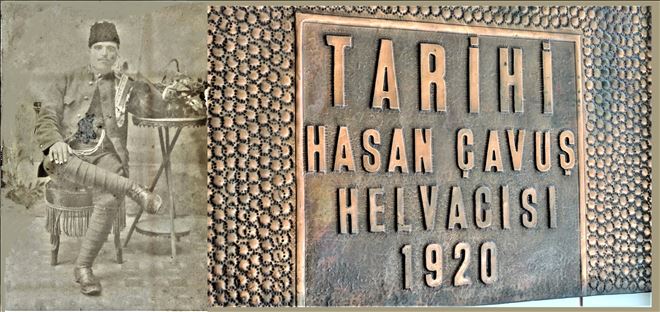 TARİHİ
HASAN ÇAVUŞ
HELVACISI
1920